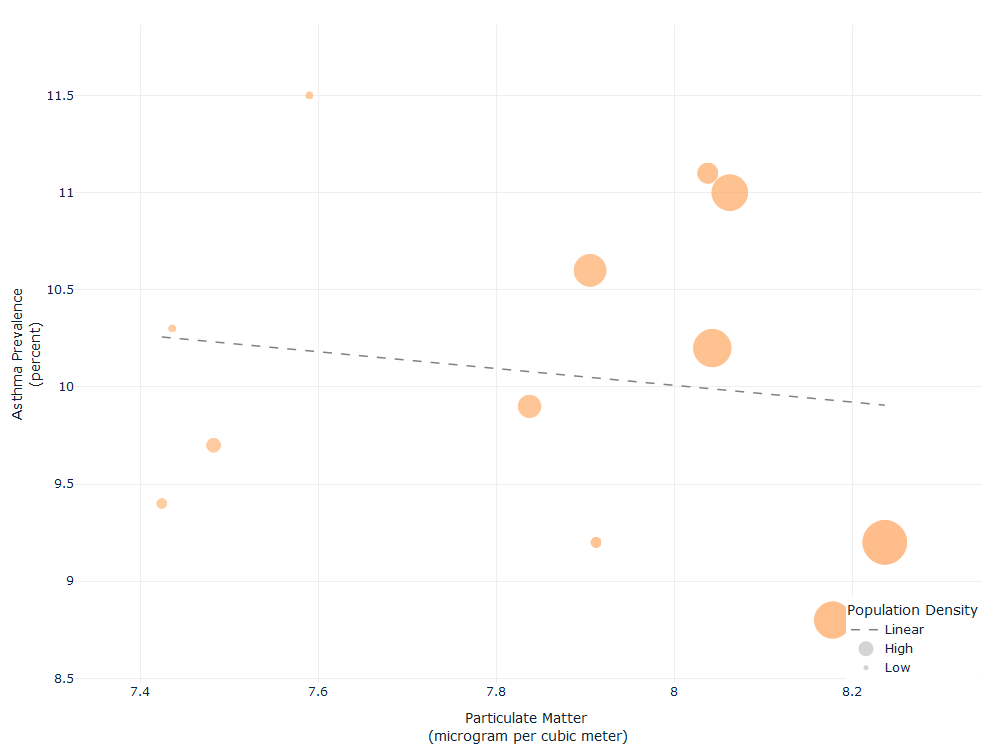 11.5
11
10.5
10
9.5
9
8.5
Asthma Prevalence
(percent)
7.4
7.6
7.8
8
8.2
Particulate Matter
(microgram per cubic meter)
Population Density
Linear
High
Low